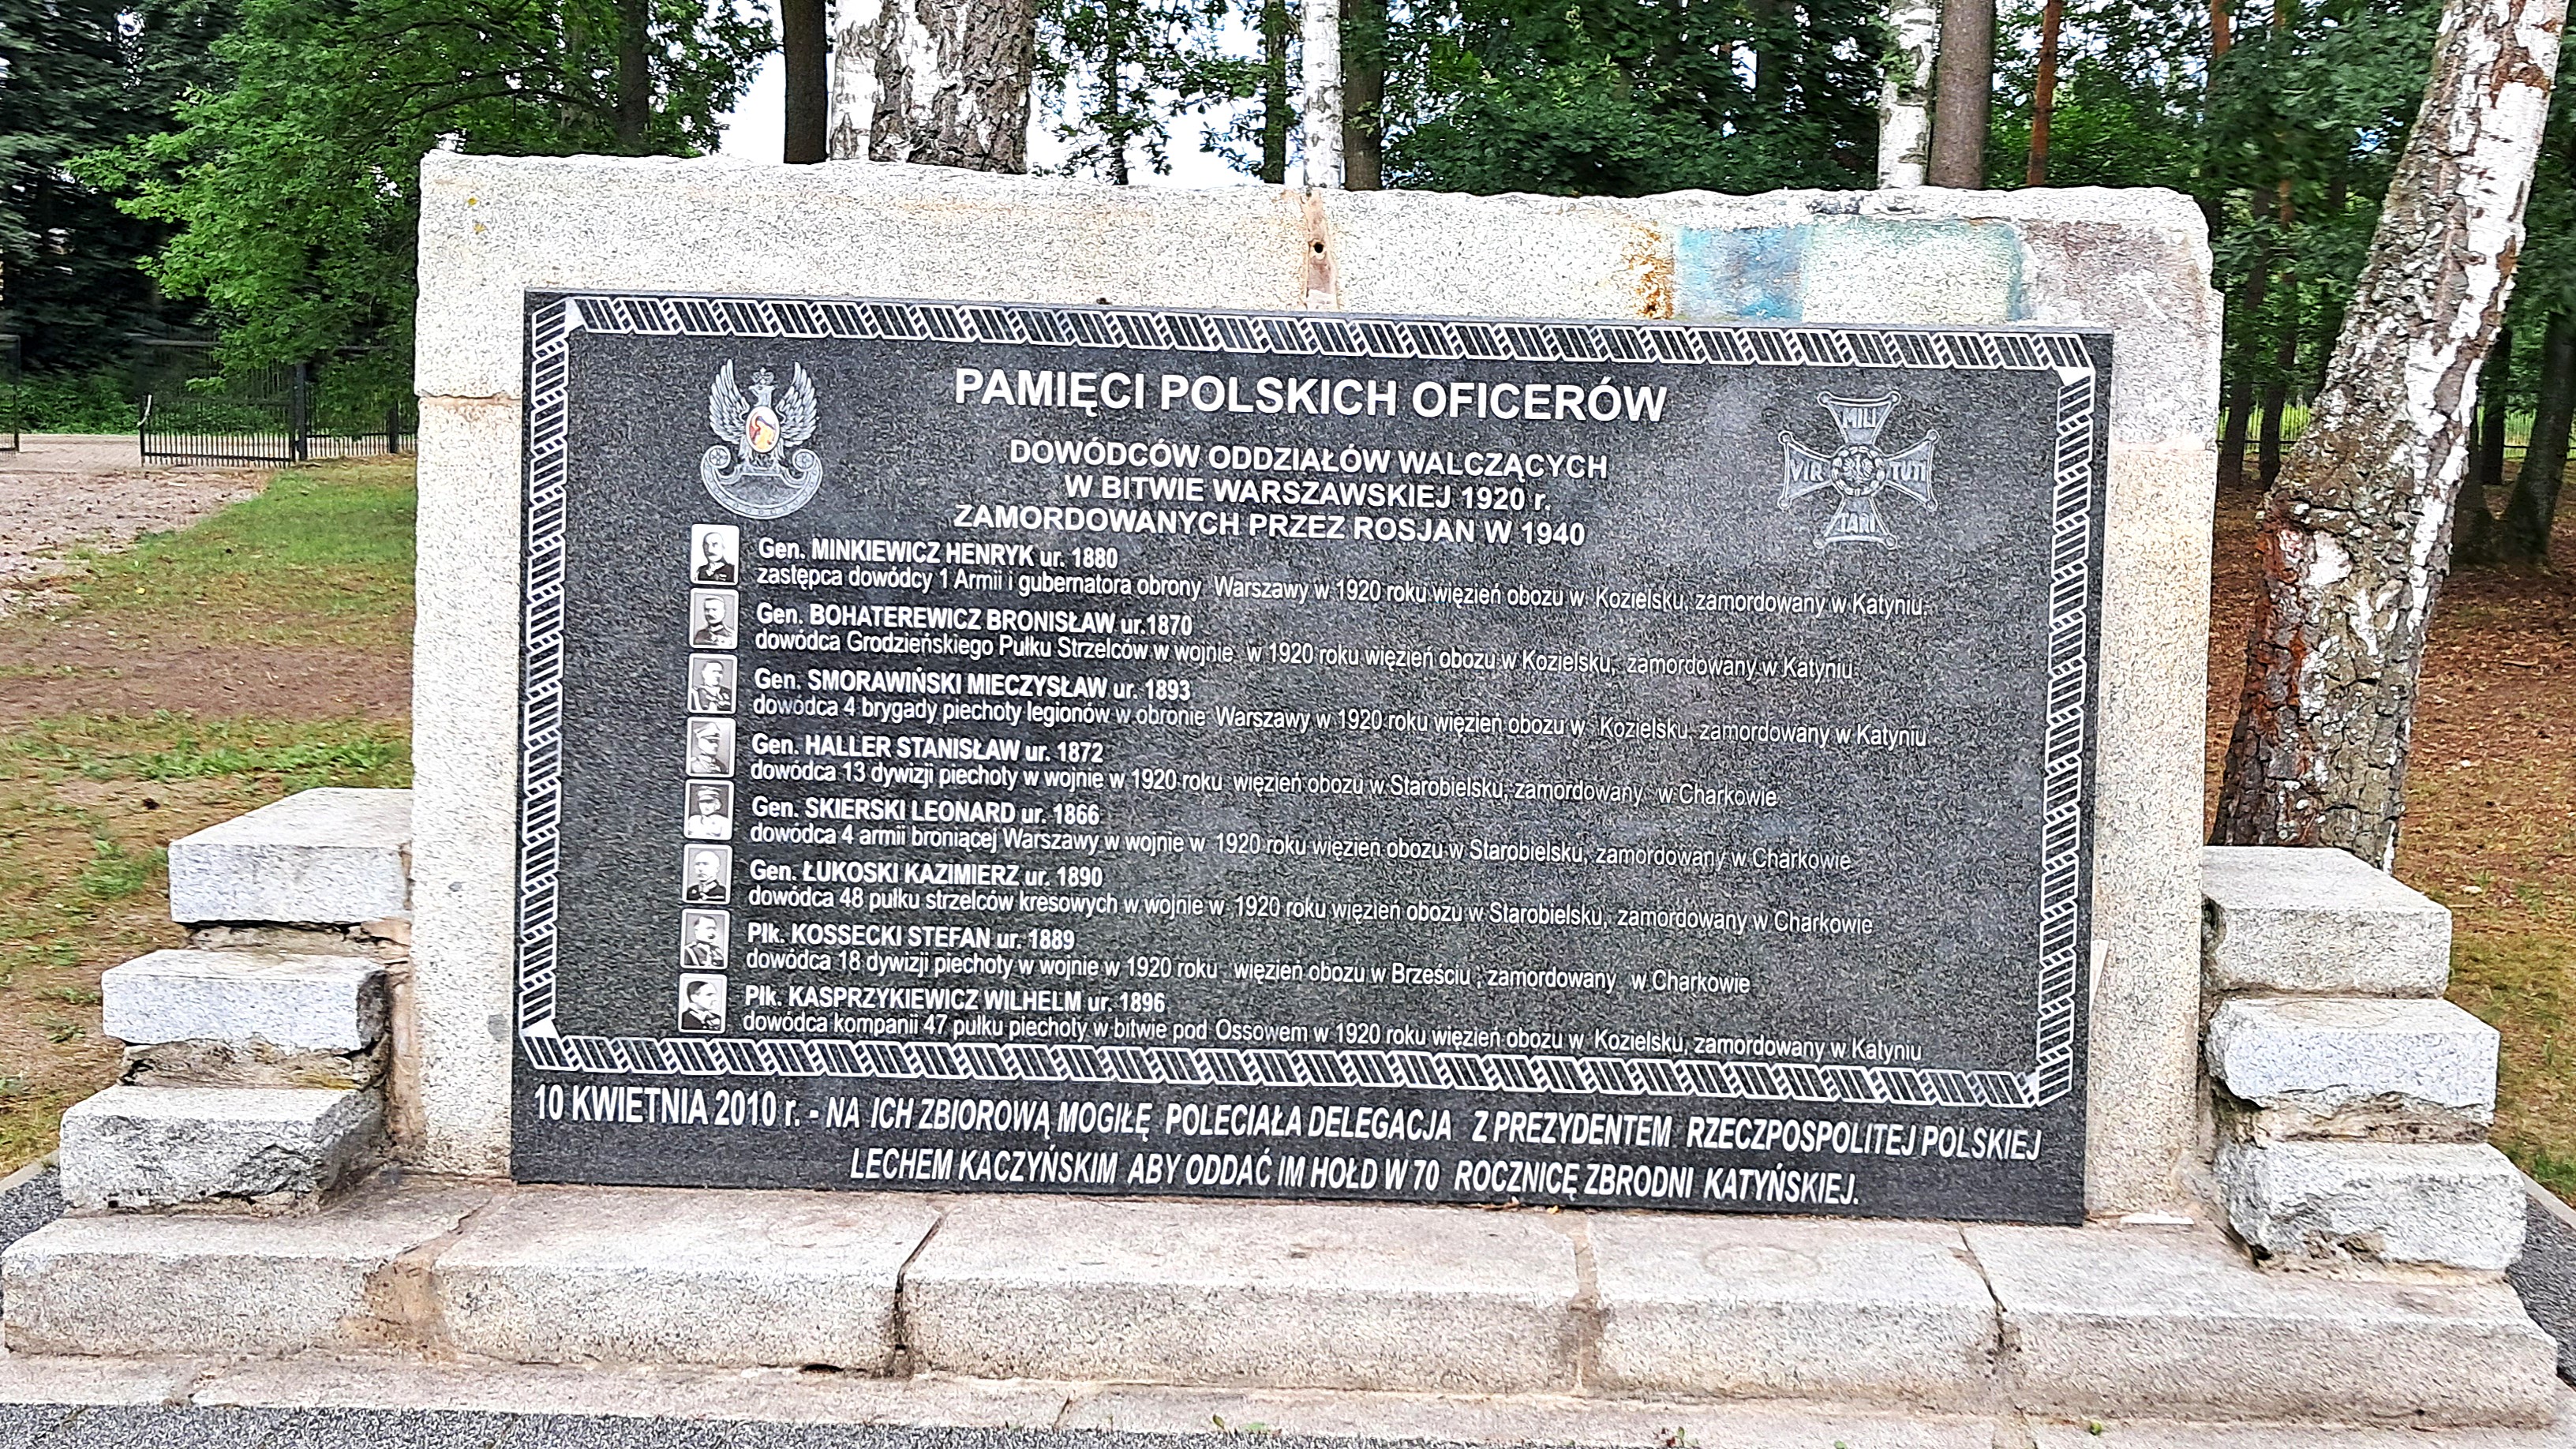 PAMIĘCI POLSKICH OFICERÓW
DOWÓDCÓW ODDZIAŁÓW WALCZĄCYCH
W BITWIE WARSZAWSKIEJ 1920 r.
ZAMORDOWANYCH PRZEZ ROSJAN W 1940
MILI
VIR TUTI
TARI
Gen. MINKIEWICZ HENRYK ur. 1880
zastępca dowódcy 1 Armii i gubernatora obrony Warszawy w 1920 roku więzień obozu w Kozielsku, zamordowany w Katyniu
Gen. BOHATEREWICZ BRONISŁAW ur.1870
dowódca Grodzieńskiego Pułku Strzelców w wojnie w 1920 roku więzień obozu w Kozielsku, zamordowany w Katyniu
Gen. SMORAWIŃSKI MIECZYSŁAW ur. 1893
dowódca 4 brygady piechoty legionów w obronie Warszawy w 1920 roku więzień obozu w Kozielsku, zamordowany w Katyniu
Gen. HALLER STANISŁAW ur. 1872
dowódca 13 dywizji piechoty w wojnie w 1920 roku więzień obozu w Starobielsku, zamordowany w Charkowie
Gen. SKIERSKI LEONARD ur. 1866
dowódca 4 armii broniącej Warszawy w wojnie w 1920 roku więzień obozu w Starobielsku, zamordowany w Charkowie
Gen. ŁUKOSKI KAZIMIERZ ur. 1890
dowódca 48 pułku strzelców kresowych w wojnie w 1920 roku więzień obozu w Starobielsku, zamordowany w Charkowie
Płk. KOSSECKI STEFAN ur. 1889
dowódca 18 dywizji piechoty w wojnie w 1920 roku więzień obozu w Brześciu, zamordowany w Charkowie
Płk. KASPRZYKIEWICZ WILHELM ur. 1896
dowódca kompanii 47 pułku piechoty w bitwie pod Ossowem w 1920 roku więzień obozu w Kozielsku, zamordowany w Katyniu
10 KWIETNIA 2010 r. - NA ICH ZBIOROWĄ MOGIŁĘ POLECIAŁA DELEGACJA Z PREZYDENTEM RZECZPOSPOLITEJ POLSKIEJ
LECHEM KACZYŃSKIM ABY ODDAĆ IM HOŁD W 70 ROCZNICĘ ZBRODNI KATYŃSKIEJ.